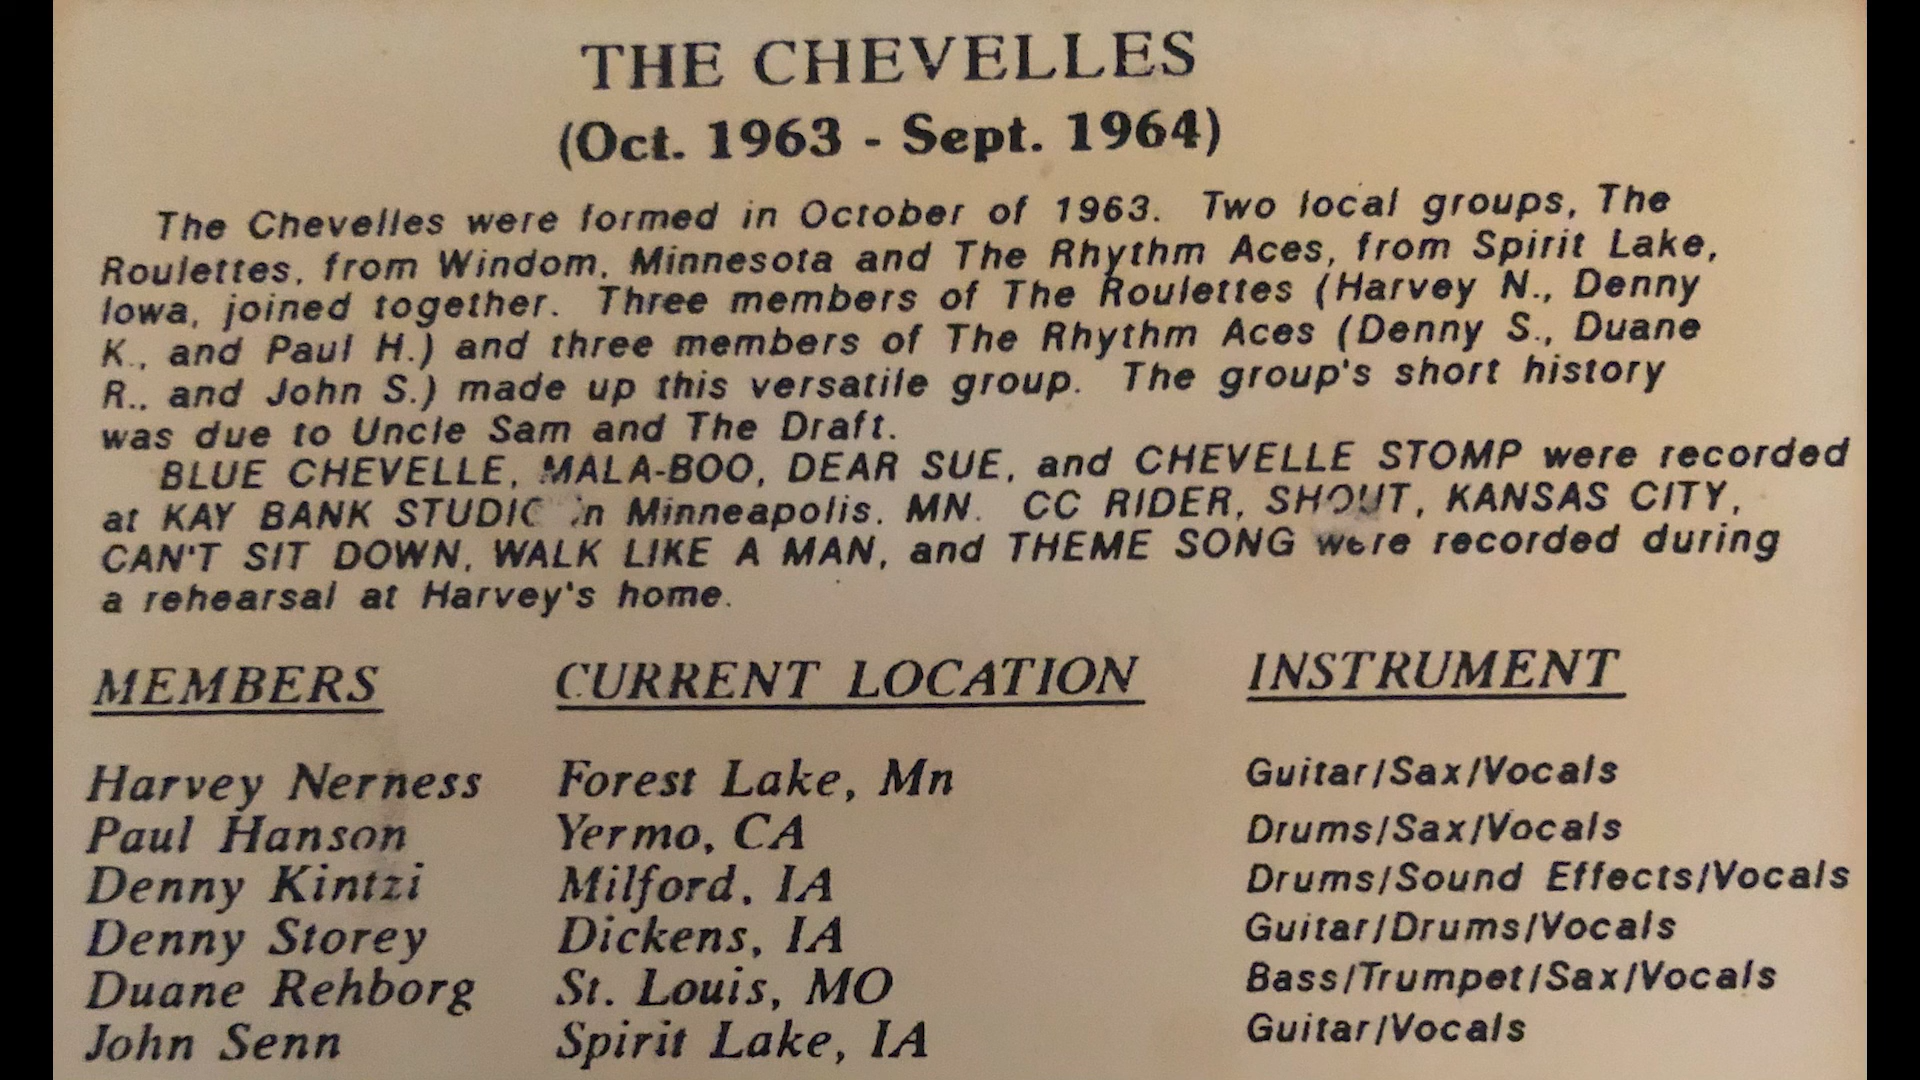 THE CHEVELLES
(Oct. 1963 - Sept. 1964)
The Chevelles were formed in October of 1963. Two local groups, The
Roulettes, from Windom, Minnesota and The Rhythm Aces, from Spirit Lake,
Iowa, joined together. Three members of The Roulettes (Harvey N., Denny
K., and Paul H.) and three members of The Rhythm Aces (Denny S., Duane
R., and John S.) made up this versatile group. The group's short history
was due to Uncle Sam and The Draft.
BLUE CHEVELLE, MALA-BOO, DEAR SUE, and CHEVELLE STOMP were recorded
at KAY BANK STUDIO in Minneapolis, MN. CC RIDER, SHOUT, KANSAS CITY,
CAN'T SIT DOWN, WALK LIKE A MAN, and THEME SONG were recorded during
a rehearsal at Harvey's home.
MEMBERS CURRENT LOCATION INSTRUMENT
Harvey Nerness Forest Lake, Mn Guitar/Sax/Vocals
Paul Hanson Yermo, CA Drums/Sax/Vocals
Denny Kintzi Milford, IA Drums/Sound Effects/Vocals
Denny Storey Dickens, IA Guitar/Drums/Vocals
Duane Rehborg St. Louis, MO Bass/Trumpet/Sax/Vocals
John Senn Spirit Lake, IA Guitar/Vocals